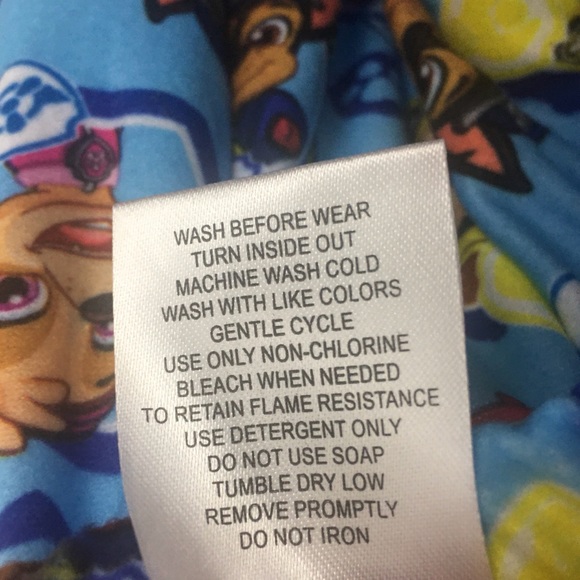 WASH BEFORE WEAR
TURN INSIDE OUT
MACHINE WASH COLD
WASH WITH LIKE COLORS
GENTLE CYCLE
USE ONLY NON-CHLORINE
BLEACH WHEN NEEDED
TO RETAIN FLAME RESISTANCE
USE DETERGENT ONLY
DO NOT USE SOAP
TUMBLE DRY LOW
REMOVE PROMPTLY
DO NOT IRON